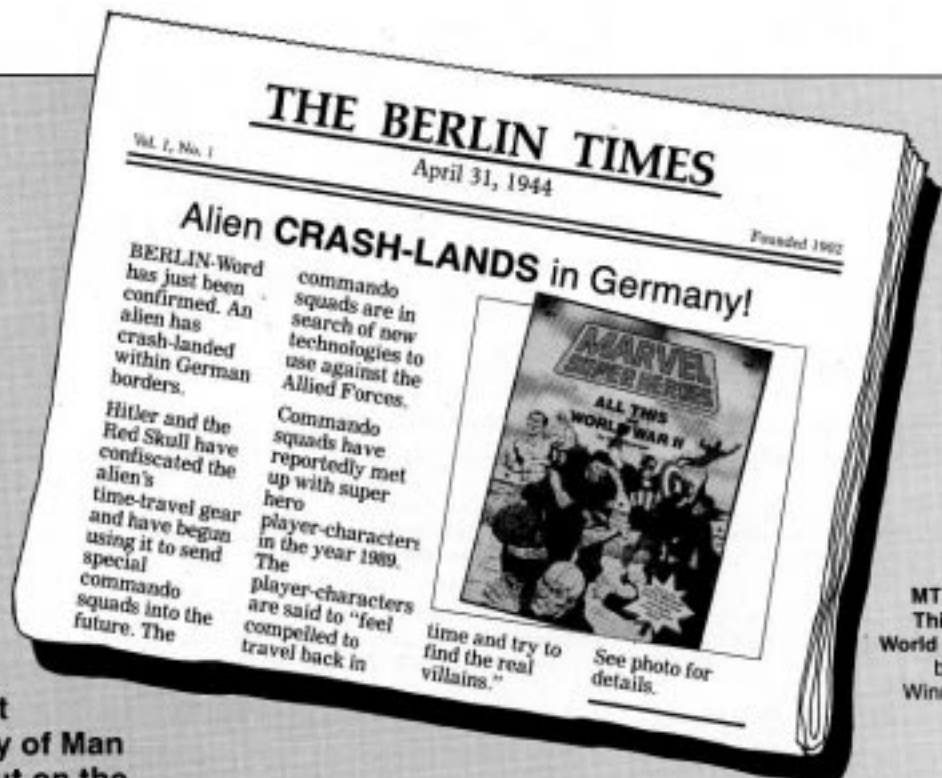 THE BERLIN TIMES
Vol. 1, No. 1
April 31, 1944
Founded 1902
Alien CRASH-LANDS in Germany!
BERLIN-Word
has just been
confirmed. An
alien has
crash-landed
within German
borders.
Hitler and the
Red Skull have
confiscated the
alien's
time-travel gear
and have begun
using it to send
special
commando
squads into the
future. The
commando
squads are in
search of new
technologies to
use against the
Allied Forces.
Commando
squads have
reportedly met
up with super
hero
player-characters
in the year 1989.
The
player-characters
are said to "feel
compelled to
travel back in
time and try to
find the real
villains."
MARVEL
SUPER HEROES
ALL THIS
WORLD WAR II
See photo for
details.
MT
Thi
World
b
Win
t
y of Man
ut on the